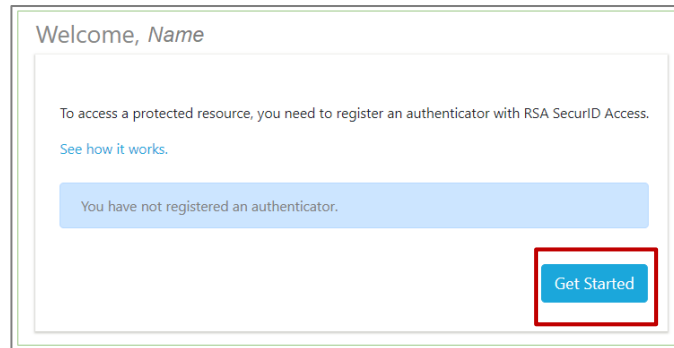 Welcome, Name
To access a protected resource, you need to register an authenticator with RSA SecurID Access.
See how it works.
You have not registered an authenticator.
Get Started